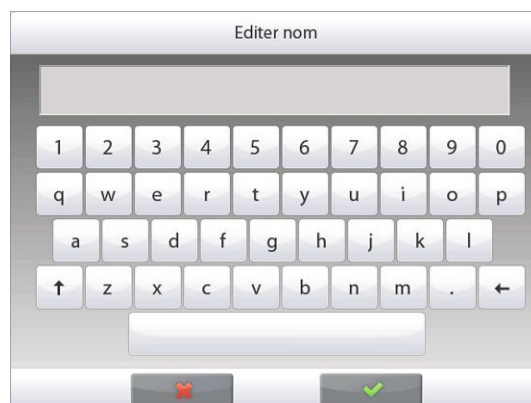 Editer nom
1 2 3 4 5 6 7 8 9 0
q w e r t y u i o p
a s d f g h j k l
↑ z x c v b n m . ←